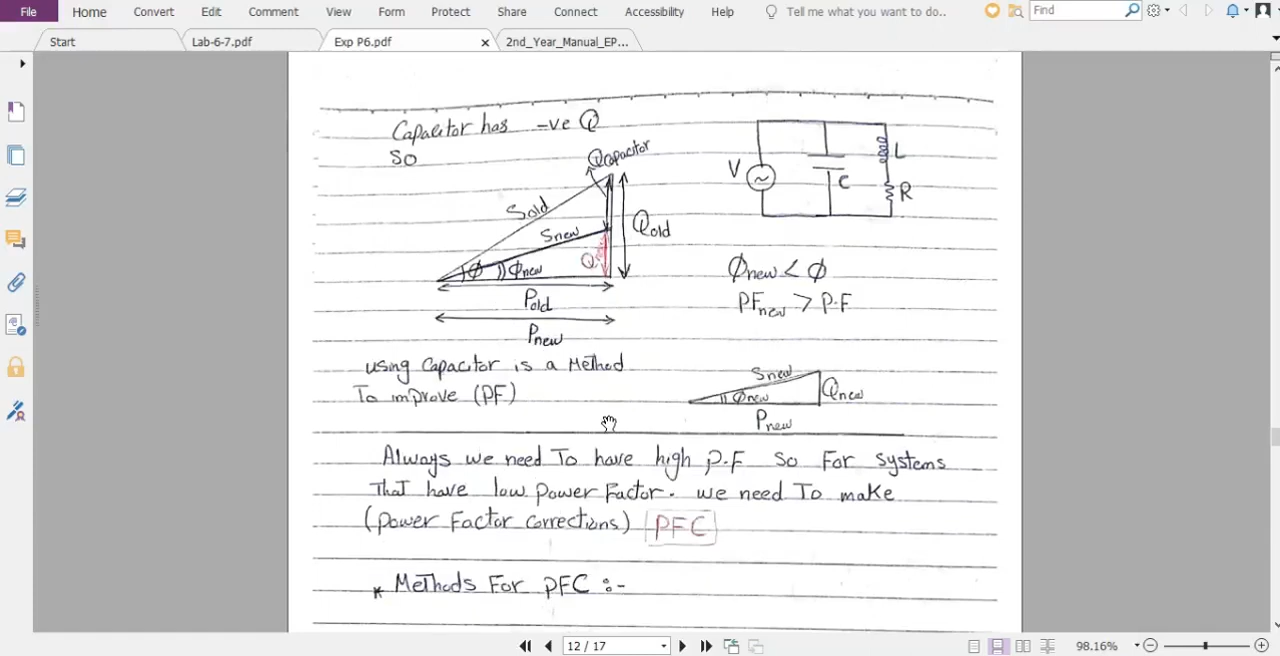 File Home Convert Edit Comment View Form Protect Share Connect Accessibility Help Tell me what you want to do.. Find
Start Lab-6-7.pdf Exp P6.pdf 2nd_Year_Manual_EP...
Capacitor has -ve Q
So
Qcapactor
Sold
Snew
Qold
ϕ
ϕnew
Pold
Pnew
V
C
L
R
ϕnew < ϕ
PFnew > P.F
using Capacitor is a Method
To improve (PF)
Snew
ϕnew
Qnew
Pnew
Always we need To have high P.F So For systems
That have low power Factor. we need To make
(power Factor corrections) PFC
* Methods For PFC :-
12 / 17
98.16%